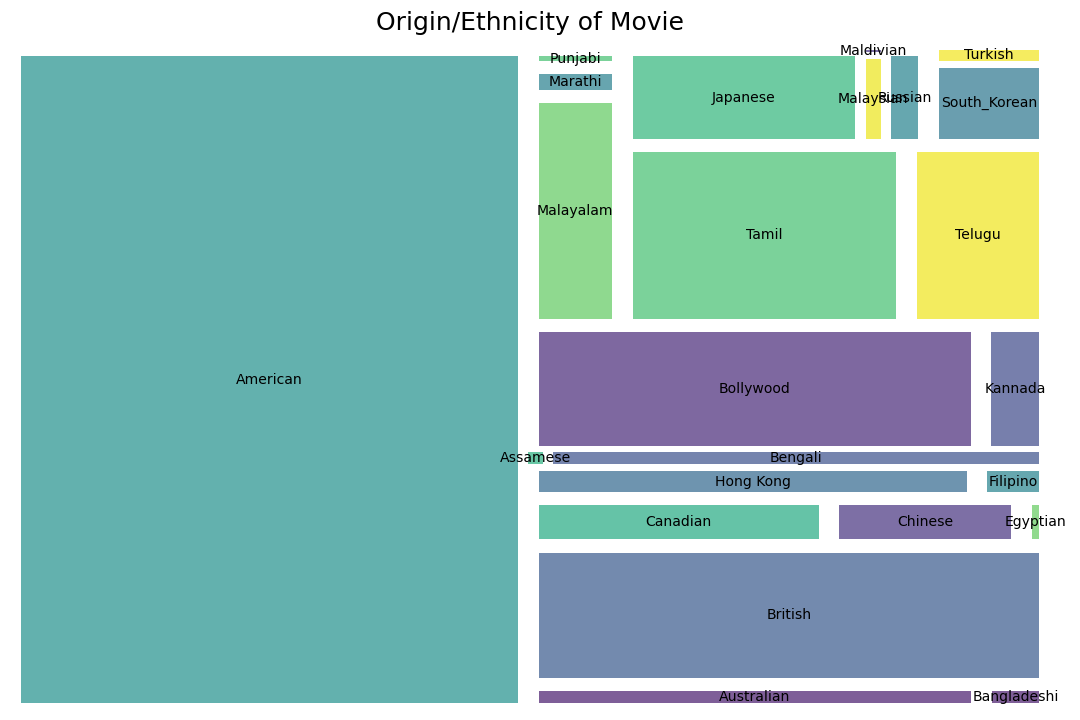 Origin/Ethnicity of Movie
Maldivian
Turkish
Punjabi
Marathi
Japanese
Malaysian
Russian
South_Korean
Malayalam
Tamil
Telugu
American
Bollywood
Kannada
Assamese
Bengali
Hong Kong
Filipino
Canadian
Chinese
Egyptian
British
Australian
Bangladeshi